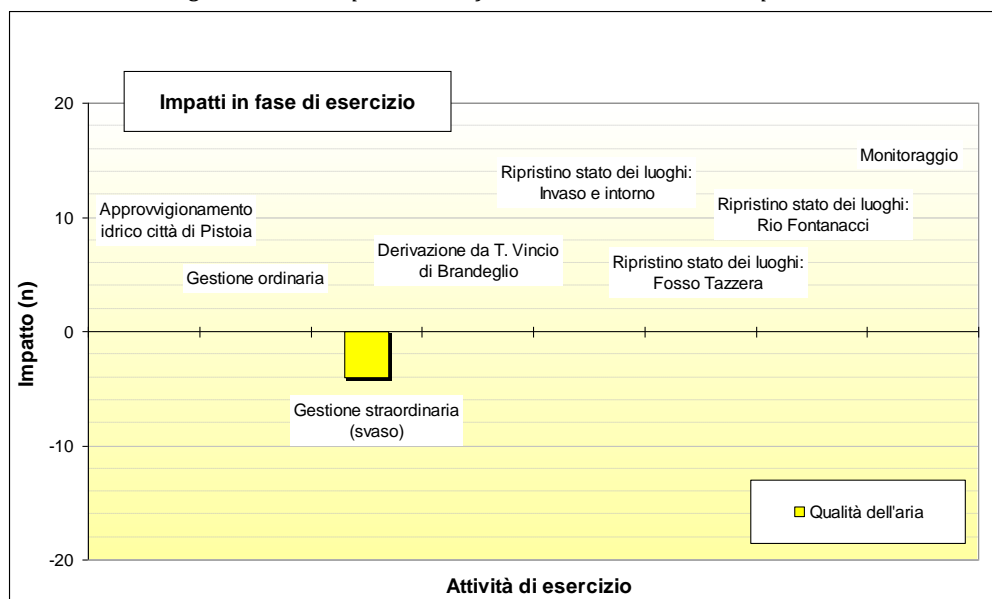 Impatti in fase di esercizio
20
10
0
-10
-20
Impatto (n)
Approvvigionamento
idrico città di Pistoia
Gestione ordinaria
Gestione straordinaria
(svaso)
Derivazione da T. Vincio
di Brandeglio
Ripristino stato dei luoghi:
Invaso e intorno
Ripristino stato dei luoghi:
Fosso Tazzera
Ripristino stato dei luoghi:
Rio Fontanacci
Monitoraggio
Qualità dell'aria
Attività di esercizio